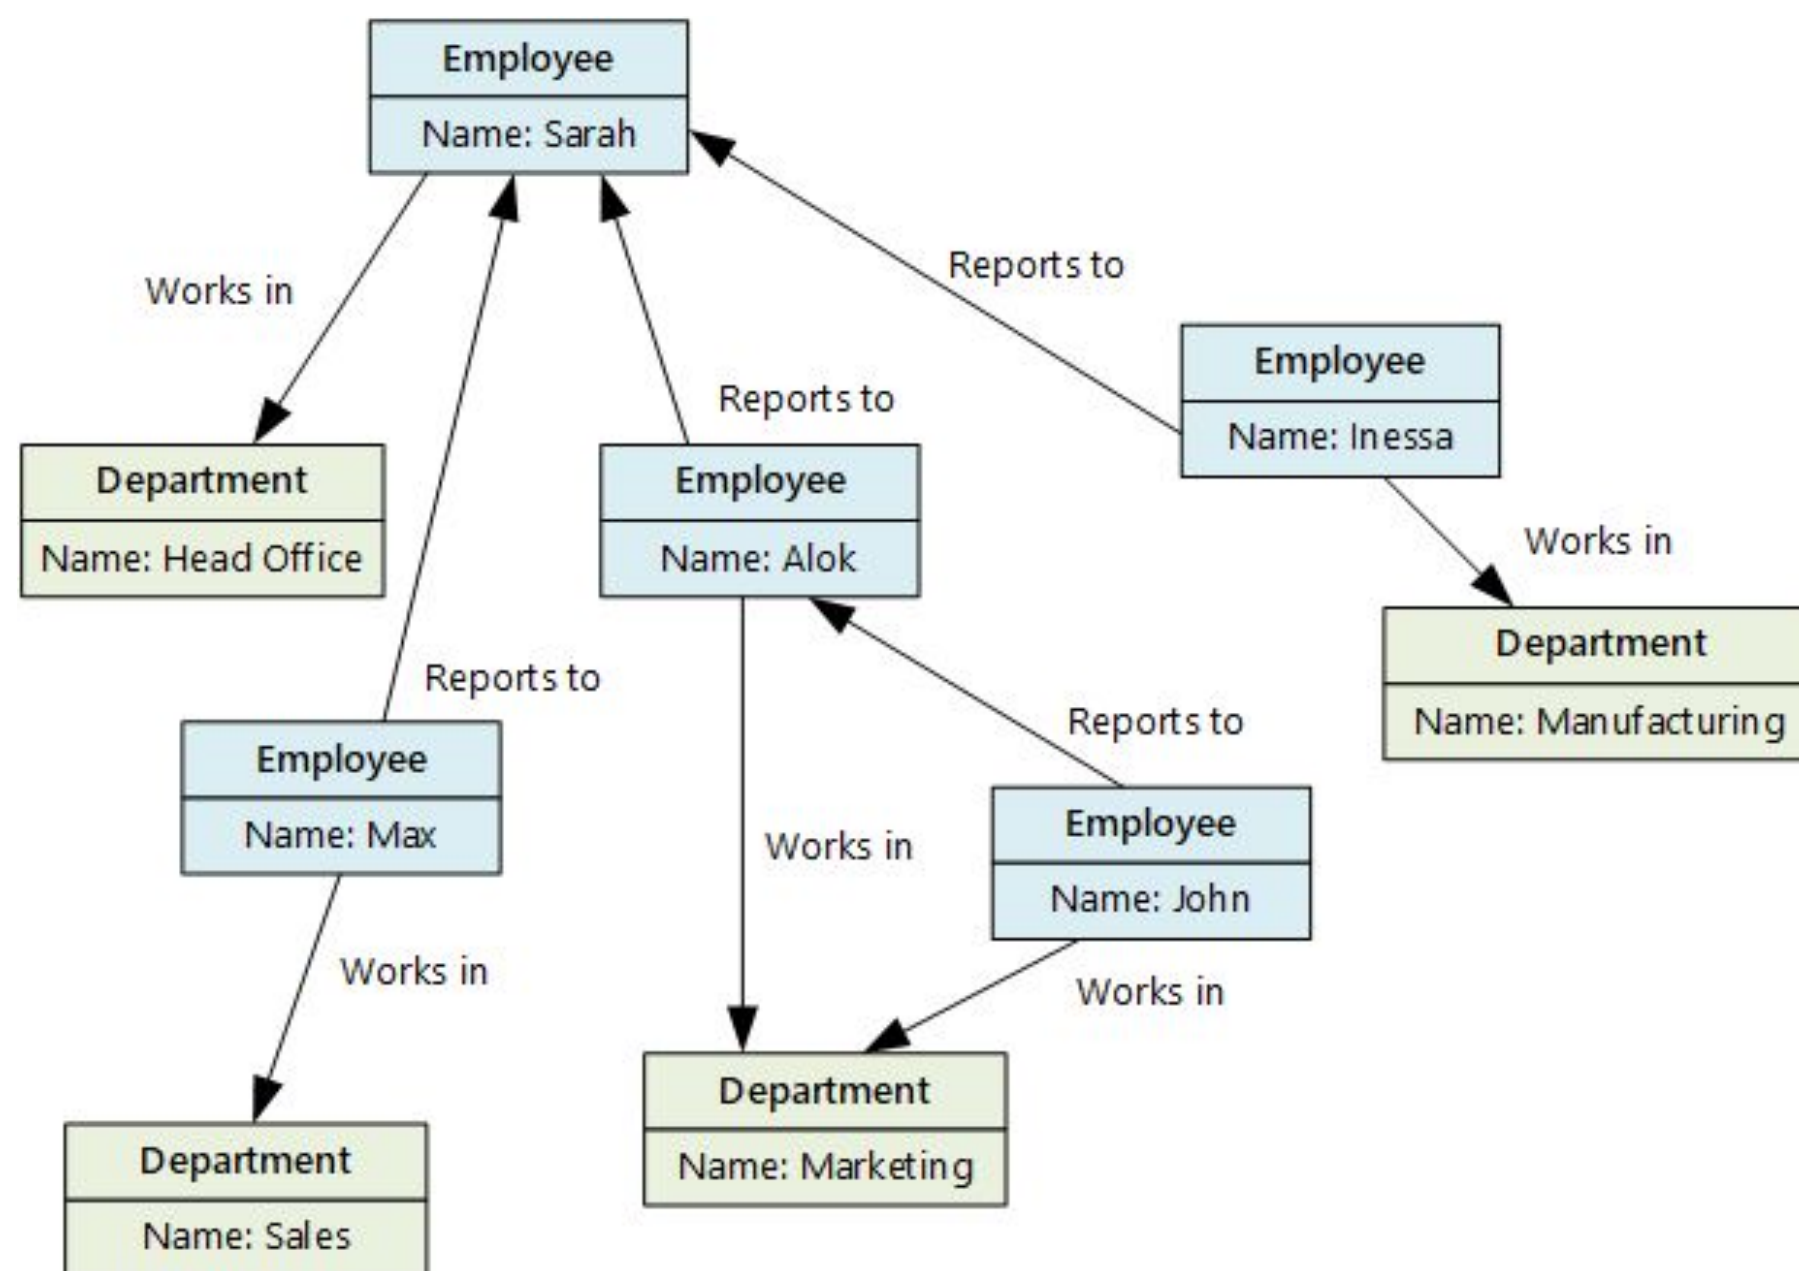 Employee
Name: Sarah
Works in
Reports to
Reports to
Employee
Name: Inessa
Department
Name: Head Office
Employee
Name: Alok
Works in
Reports to
Department
Name: Manufacturing
Employee
Name: Max
Reports to
Works in
Employee
Name: John
Works in
Works in
Department
Name: Marketing
Department
Name: Sales